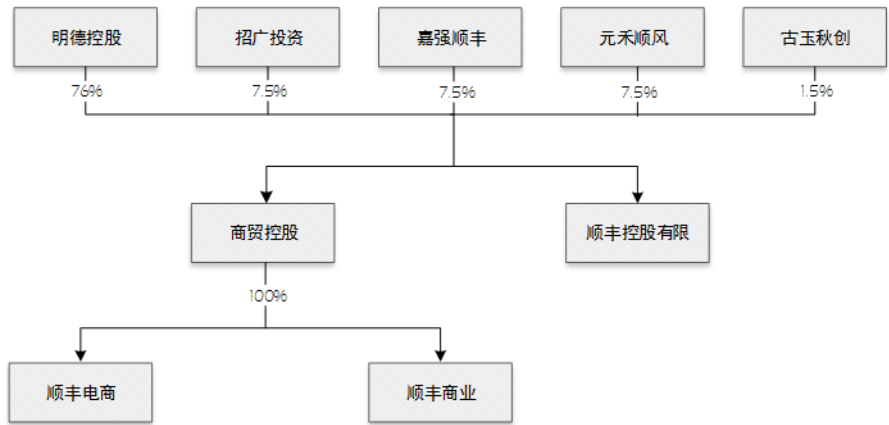 明德控股
招广投资
嘉强顺丰
元禾顺风
古玉秋创
76%
7.5%
7.5%
7.5%
1.5%
商贸控股
顺丰控股有限
100%
顺丰电商
顺丰商业